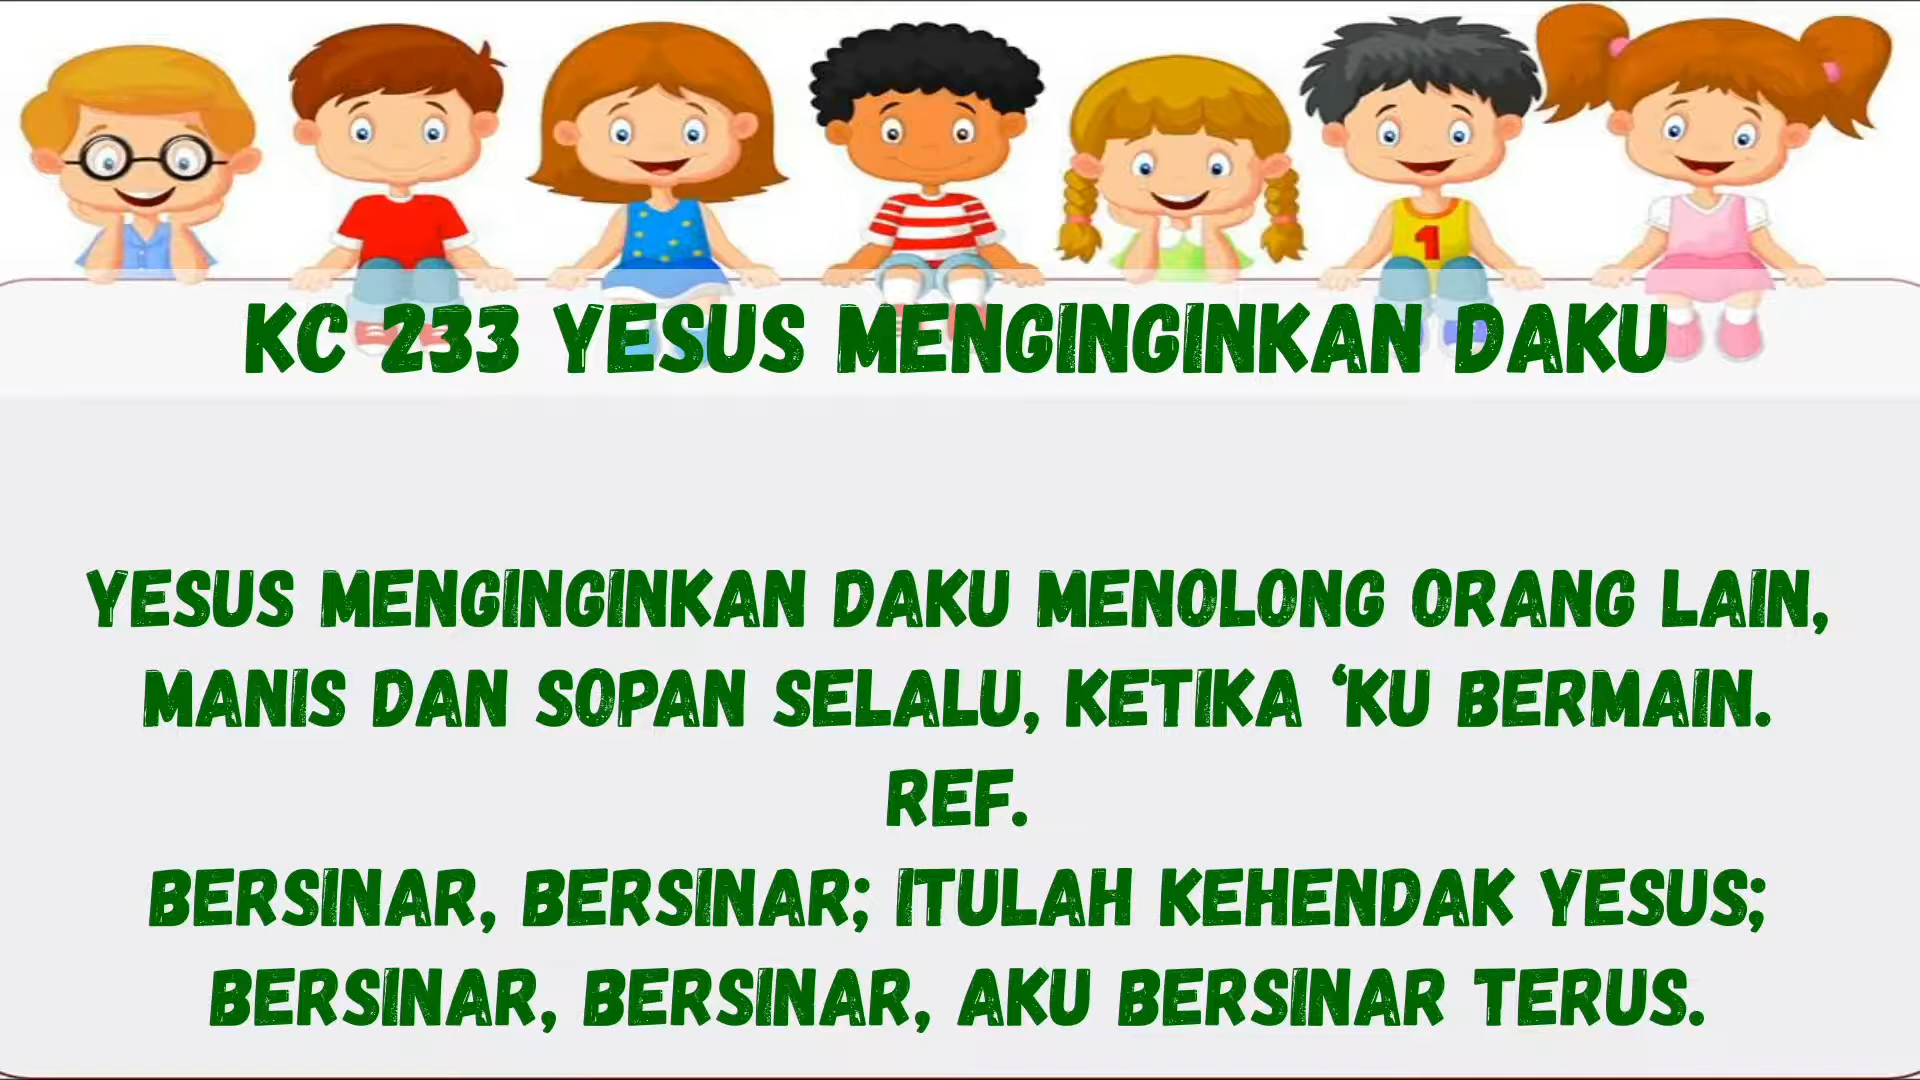 1
KC 233 YESUS MENGINGINKAN DAKU
YESUS MENGINGINKAN DAKU MENOLONG ORANG LAIN,
MANIS DAN SOPAN SELALU, KETIKA ‘KU BERMAIN.
REF.
BERSINAR, BERSINAR; ITULAH KEHENDAK YESUS;
BERSINAR, BERSINAR, AKU BERSINAR TERUS.